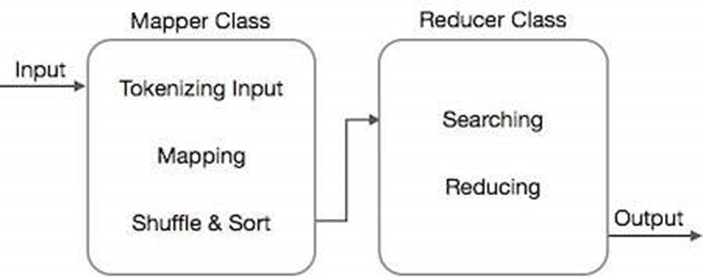 Mapper Class
Reducer Class
Input
Tokenizing Input
Mapping
Shuffle & Sort
Searching
Reducing
Output